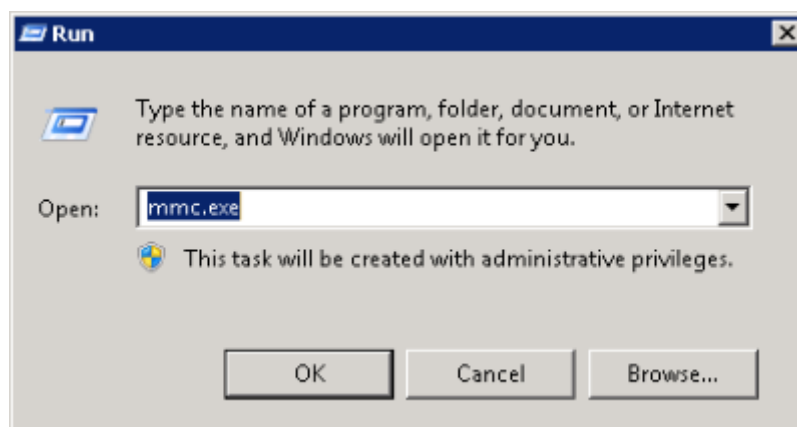 Run
Type the name of a program, folder, document, or Internet
resource, and Windows will open it for you.
Open: mmc.exe
This task will be created with administrative privileges.
OK Cancel Browse...